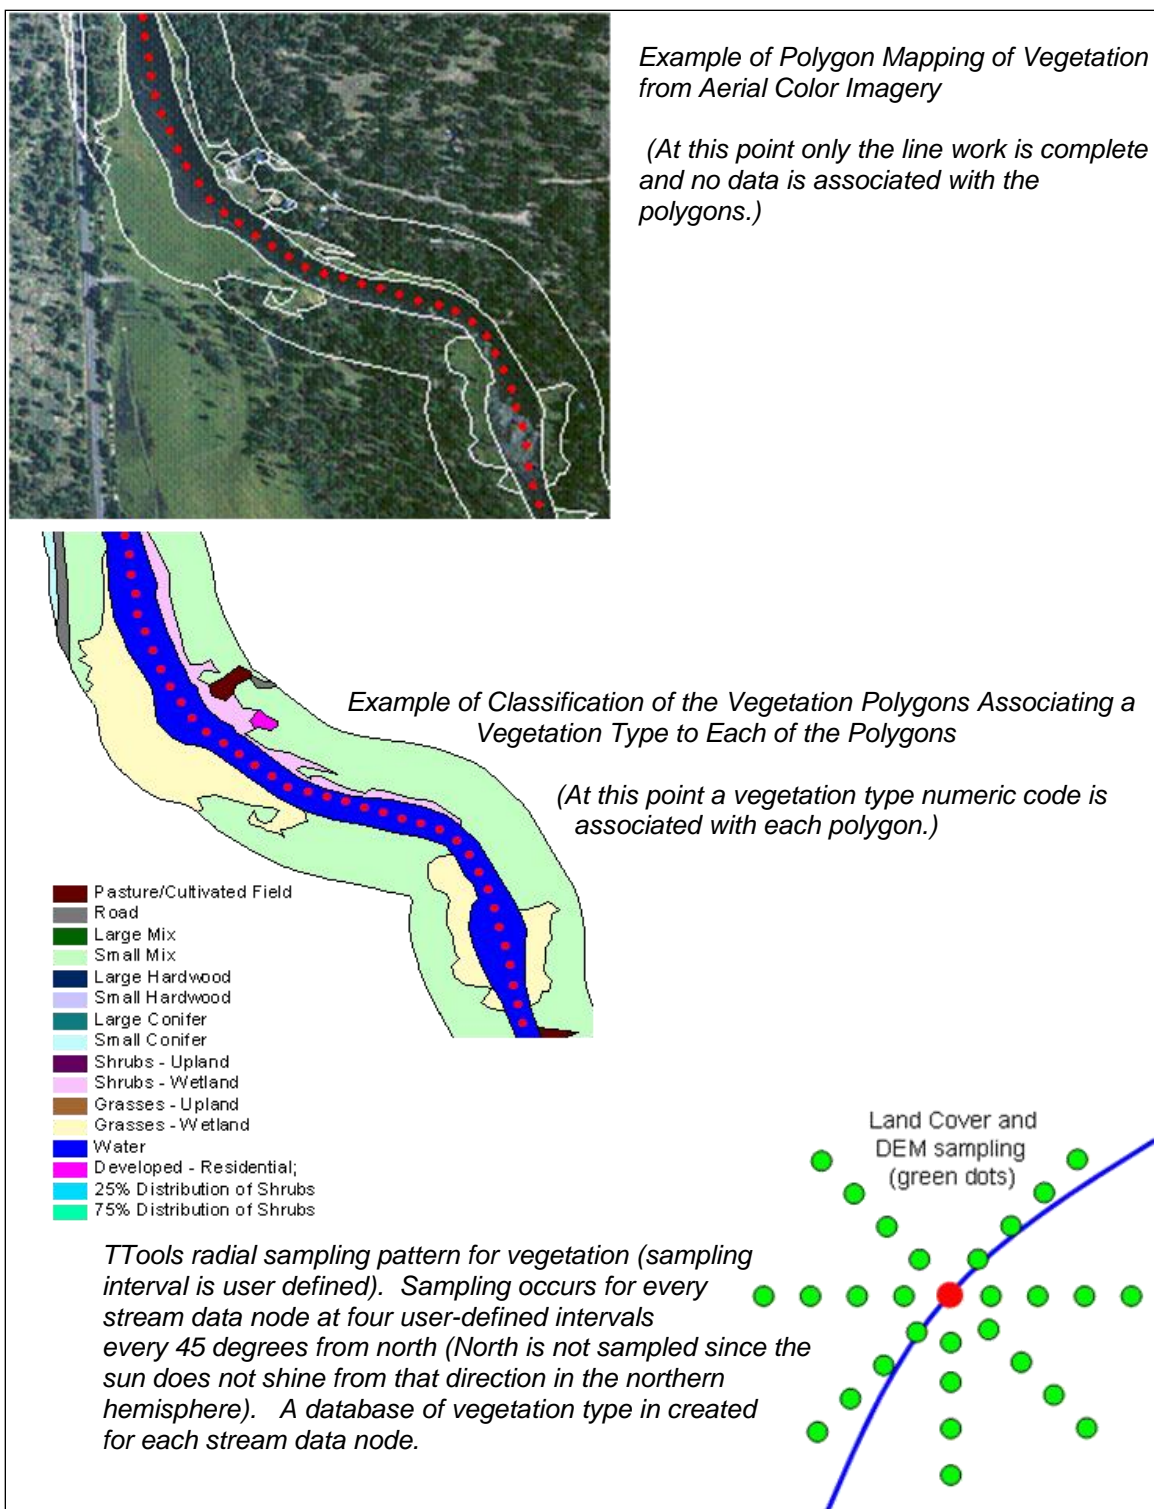 Example of Polygon Mapping of Vegetation
from Aerial Color Imagery
(At this point only the line work is complete
and no data is associated with the
polygons.)
Example of Classification of the Vegetation Polygons Associating a
Vegetation Type to Each of the Polygons
(At this point a vegetation type numeric code is
associated with each polygon.)
Pasture/Cultivated Field
Road
Large Mix
Small Mix
Large Hardwood
Small Hardwood
Large Conifer
Small Conifer
Shrubs - Upland
Shrubs - Wetland
Grasses - Upland
Grasses - Wetland
Water
Developed - Residential;
25% Distribution of Shrubs
75% Distribution of Shrubs
Land Cover and
DEM sampling
(green dots)
TTools radial sampling pattern for vegetation (sampling
interval is user defined).  Sampling occurs for every
stream data node at four user-defined intervals
every 45 degrees from north (North is not sampled since the
sun does not shine from that direction in the northern
hemisphere).   A database of vegetation type in created
for each stream data node.